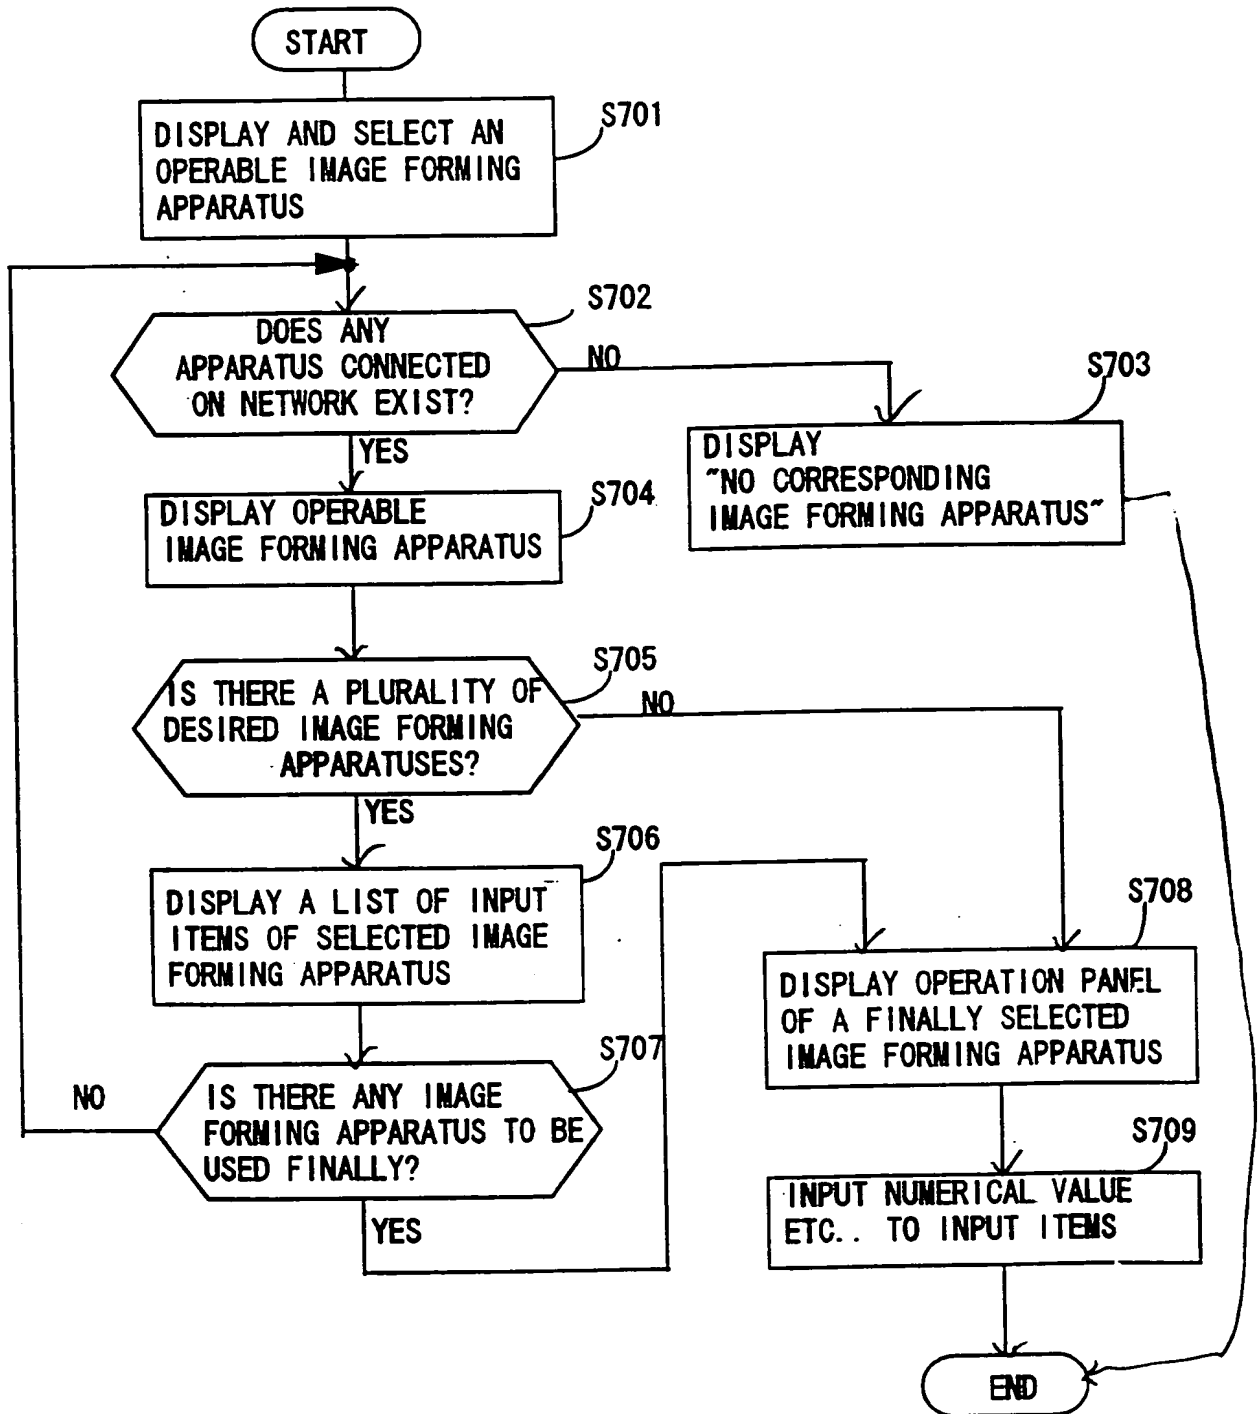 START
S701
DISPLAY AND SELECT AN
OPERABLE IMAGE FORMING
APPARATUS
S702
DOES ANY
APPARATUS CONNECTED
ON NETWORK EXIST?
NO
S703
DISPLAY
"NO CORRESPONDING
IMAGE FORMING APPARATUS"
YES
S704
DISPLAY OPERABLE
IMAGE FORMING APPARATUS
S705
IS THERE A PLURALITY OF
DESIRED IMAGE FORMING
APPARATUSES?
NO
YES
S706
DISPLAY A LIST OF INPUT
ITEMS OF SELECTED IMAGE
FORMING APPARATUS
S707
IS THERE ANY IMAGE
FORMING APPARATUS TO BE
USED FINALLY?
NO
YES
S708
DISPLAY OPERATION PANEL
OF A FINALLY SELECTED
IMAGE FORMING APPARATUS
S709
INPUT NUMERICAL VALUE
ETC.. TO INPUT ITEMS
END